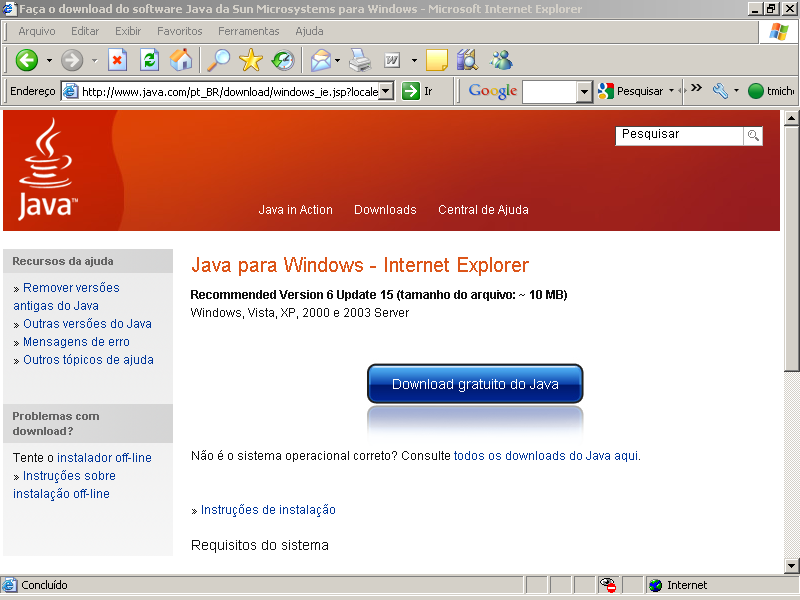 Faça o download do software Java da Sun Microsystems para Windows - Microsoft Internet Explorer
Arquivo Editar Exibir Favoritos Ferramentas Ajuda
Endereço http://www.java.com/pt_BR/download/windows_ie.jsp?locale Ir Google Pesquisar » tmich
Java™
Pesquisar
Java in Action Downloads Central de Ajuda
Recursos da ajuda
» Remover versões
antigas do Java
» Outras versões do Java
» Mensagens de erro
» Outros tópicos de ajuda
Problemas com
download?
Tente o instalador off-line
» Instruções sobre
instalação off-line
Java para Windows - Internet Explorer
Recommended Version 6 Update 15 (tamanho do arquivo: ~ 10 MB)
Windows, Vista, XP, 2000 e 2003 Server
Download gratuito do Java
Não é o sistema operacional correto? Consulte todos os downloads do Java aqui.
» Instruções de instalação
Requisitos do sistema
Concluído Internet